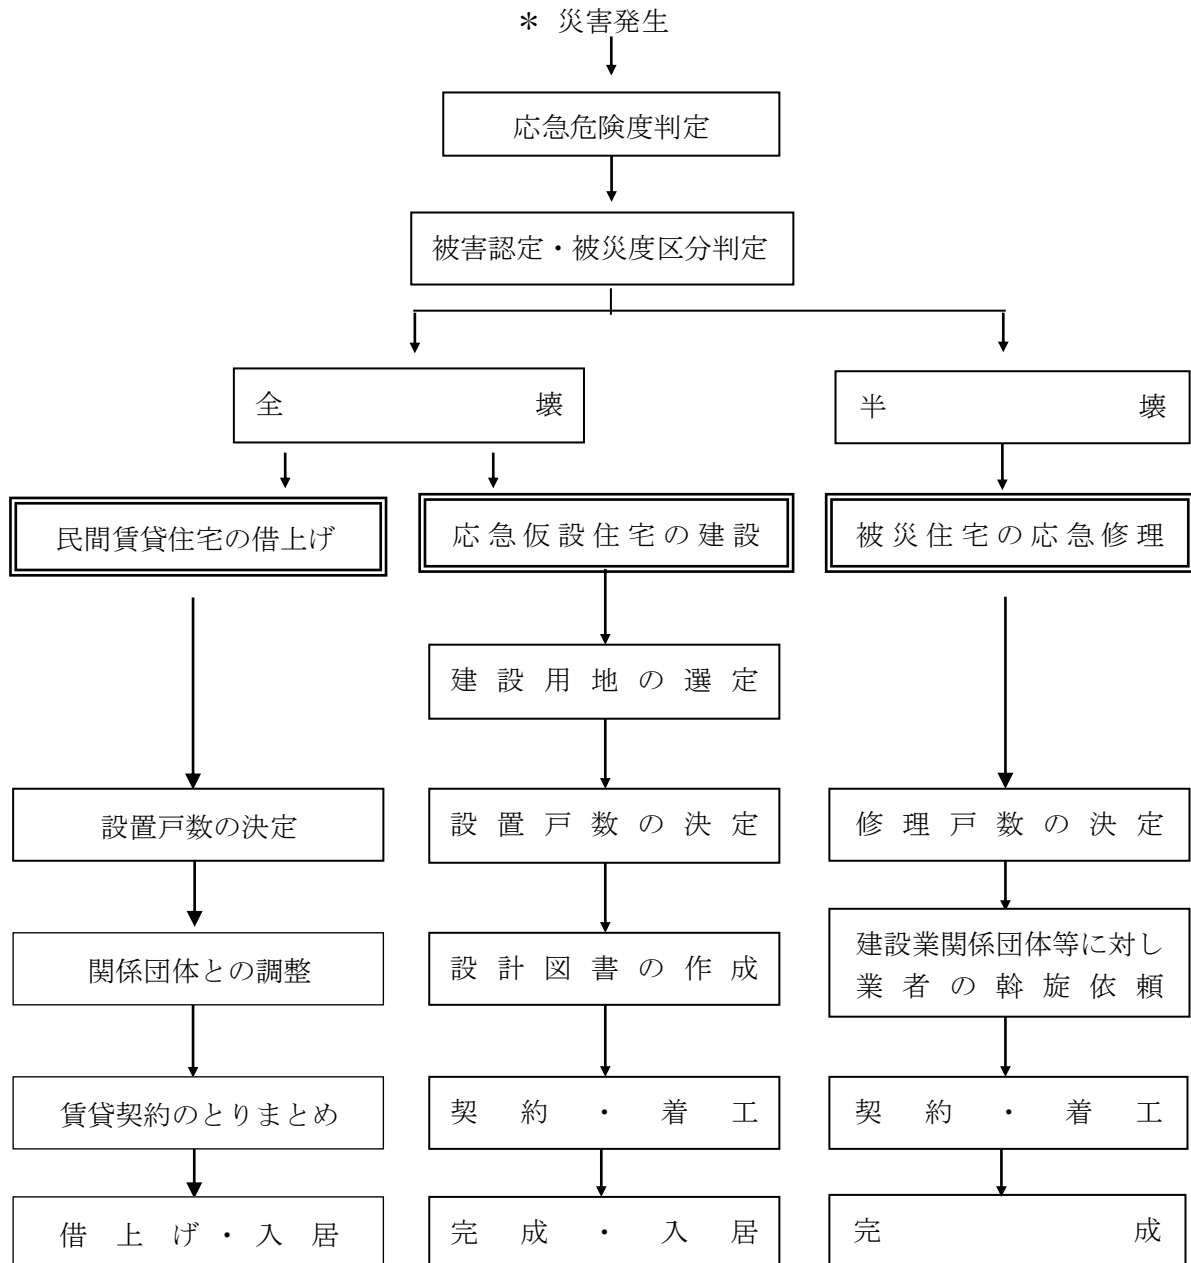 ＊ 災害発生
応急危険度判定
被害認定・被災度区分判定
全壊
半壊
民間賃貸住宅の借上げ
応急仮設住宅の建設
被災住宅の応急修理
建設用地の選定
設置戸数の決定
設置戸数の決定
修理戸数の決定
関係団体との調整
設計図書の作成
建設業関係団体等に対し
業者の斡旋依頼
賃貸契約のとりまとめ
契約・着工
契約・着工
借上げ・入居
完成・入居
完成